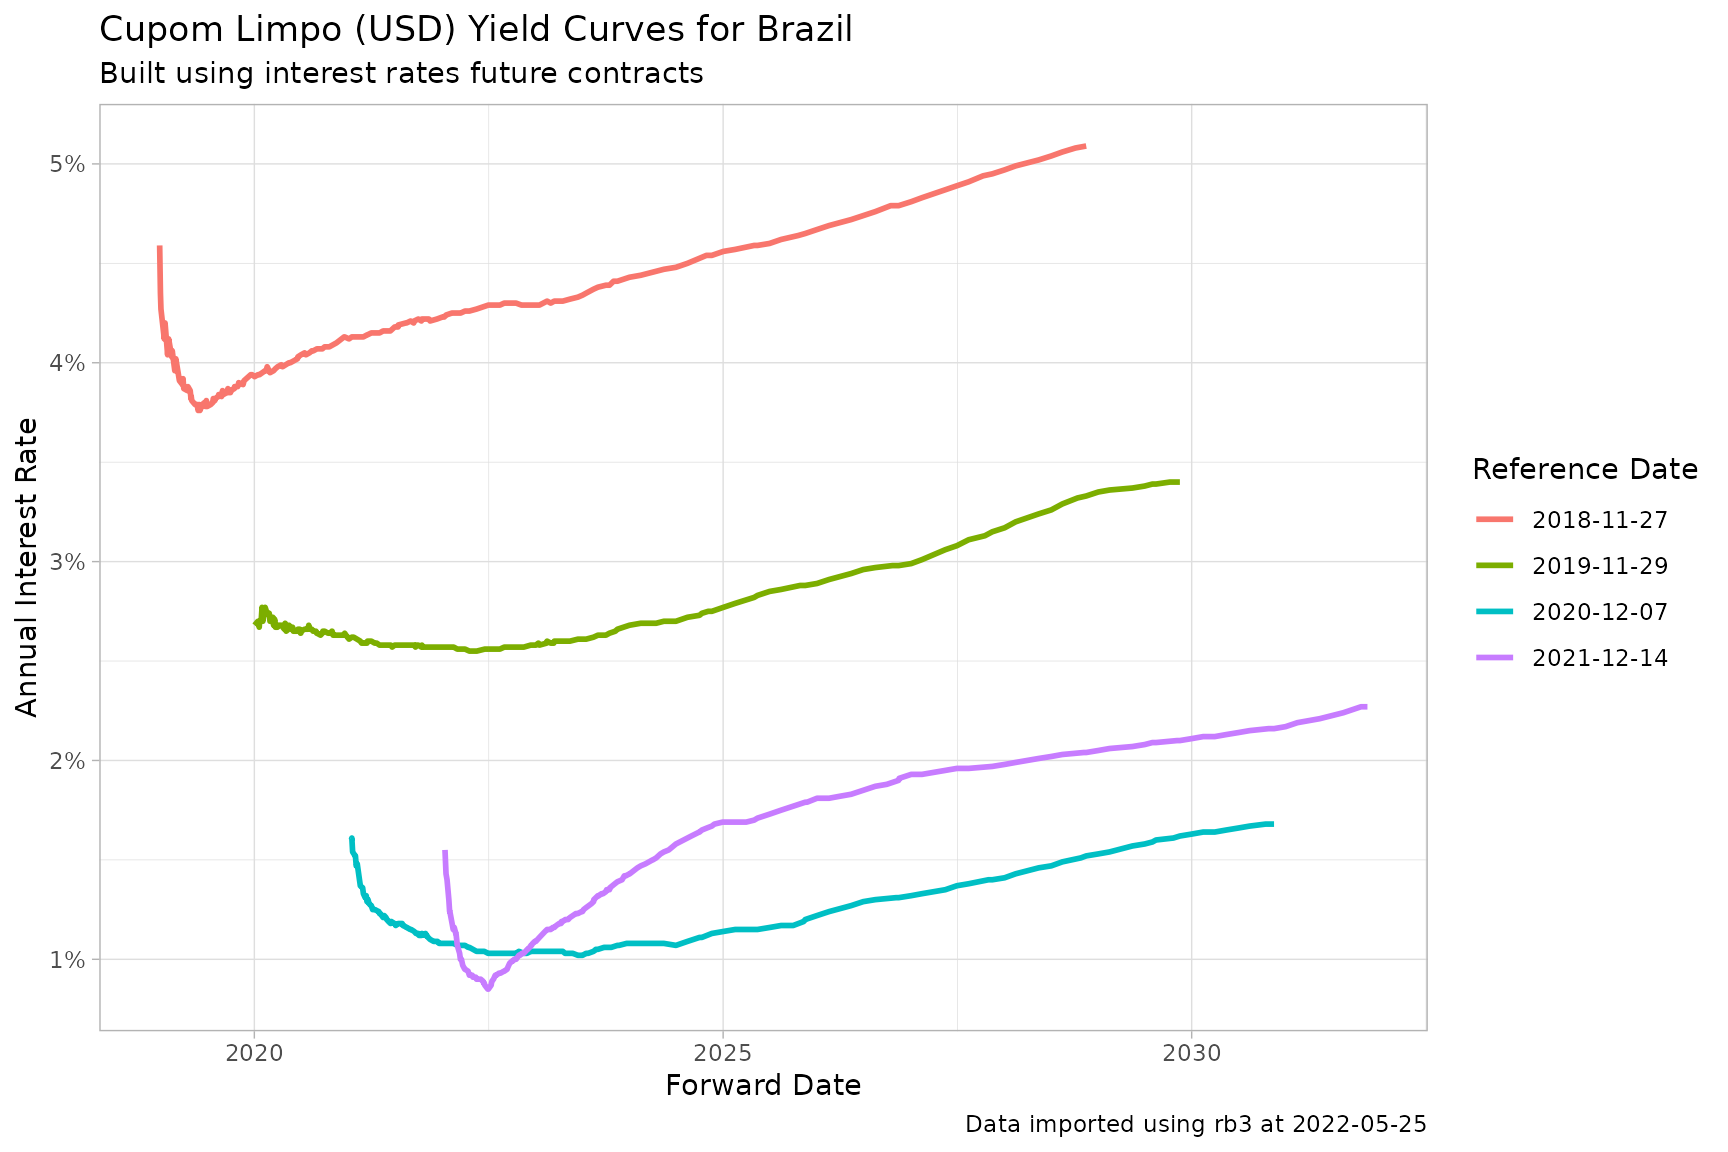 Cupom Limpo (USD) Yield Curves for Brazil
Built using interest rates future contracts
Annual Interest Rate
5%
4%
3%
2%
1%
2020
2025
2030
Forward Date
Reference Date
2018-11-27
2019-11-29
2020-12-07
2021-12-14
Data imported using rb3 at 2022-05-25